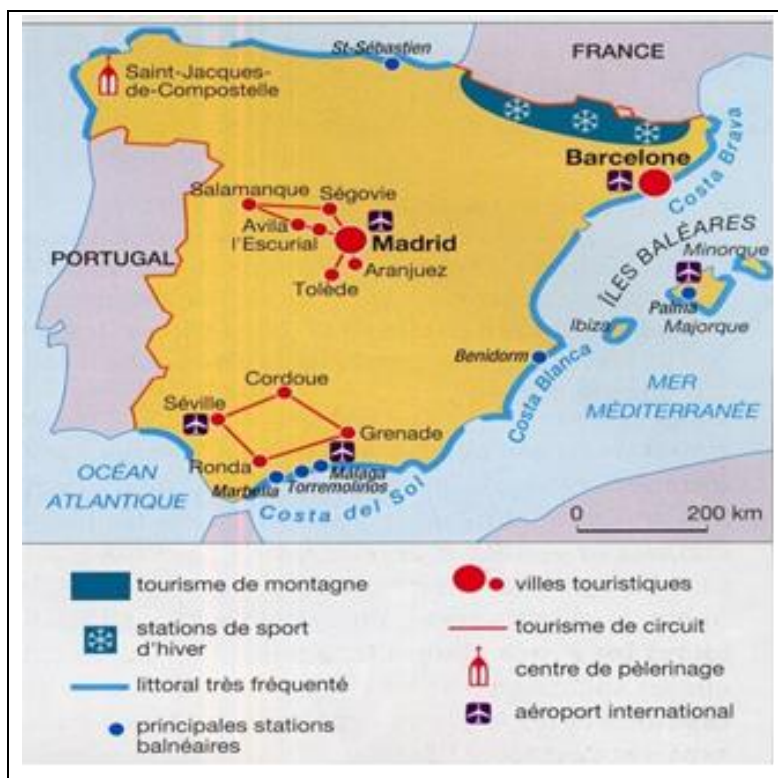 St-Sébastien
FRANCE
Saint-Jacques-
de-Compostelle
Barcelone
Costa Brava
Salamanque
Ségovie
Avila
l'Escurial
Madrid
PORTUGAL
Aranjuez
Tolède
ÎLES BALÉARES
Minorque
Palma
Majorque
Ibiza
Benidorm
Costa Blanca
MER
MÉDITERRANÉE
Cordoue
Séville
Grenade
Ronda
Málaga
Torremolinos
Marbella
Costa del Sol
OCÉAN
ATLANTIQUE
0 200 km
tourisme de montagne
stations de sport
d'hiver
littoral très fréquenté
principales stations
balnéaires
villes touristiques
tourisme de circuit
centre de pèlerinage
aéroport international